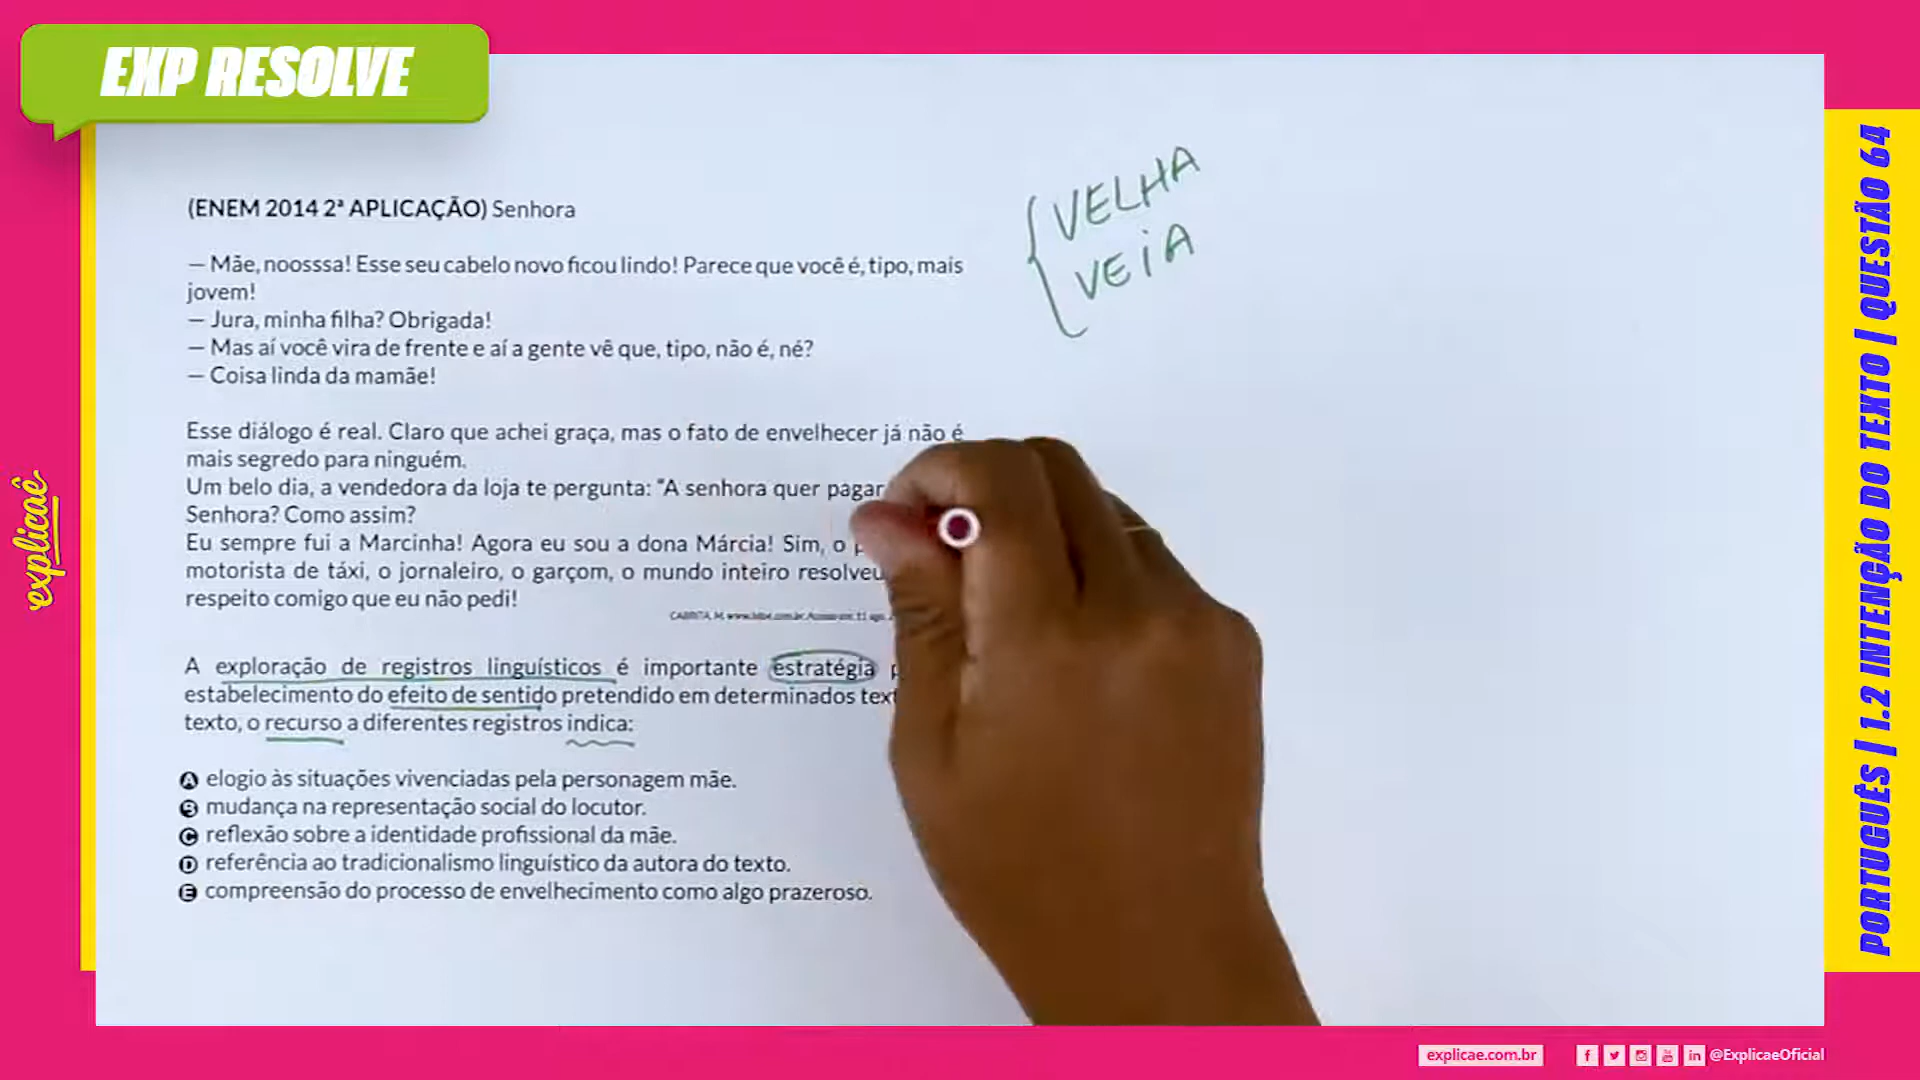 EXP RESOLVE
(ENEM 2014 2ª APLICAÇÃO) Senhora
— Mãe, noosssa! Esse seu cabelo novo ficou lindo! Parece que você é, tipo, mais
jovem!
— Jura, minha filha? Obrigada!
— Mas aí você vira de frente e aí a gente vê que, tipo, não é, né?
— Coisa linda da mamãe!
Esse diálogo é real. Claro que achei graça, mas o fato de envelhecer já não é
mais segredo para ninguém.
Um belo dia, a vendedora da loja te pergunta: “A senhora quer pagar
Senhora? Como assim?
Eu sempre fui a Marcinha! Agora eu sou a dona Márcia! Sim, o
motorista de táxi, o jornaleiro, o garçom, o mundo inteiro resolveu
respeito comigo que eu não pedi!
CABRITA, M. Acesso em: 11 ago.
A exploração de registros linguísticos é importante estratégia
estabelecimento do efeito de sentido pretendido em determinados
texto, o recurso a diferentes registros indica:
A elogio às situações vivenciadas pela personagem mãe.
B mudança na representação social do locutor.
C reflexão sobre a identidade profissional da mãe.
D referência ao tradicionalismo linguístico da autora do texto.
E compreensão do processo de envelhecimento como algo prazeroso.
VELHA
VEiA
explicaê
PORTUGUÊS | 1.2 INTENÇÃO DO TEXTO | QUESTÃO 64
explicae.com.br
@ExplicaeOficial